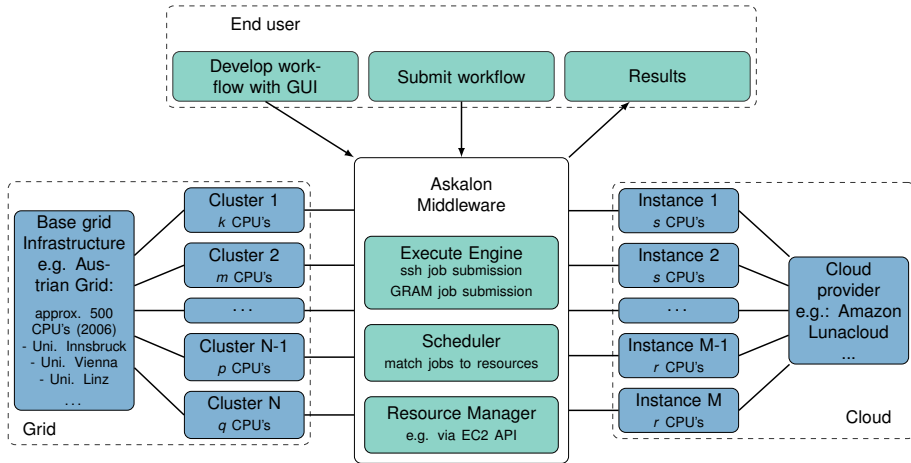 End user
Develop work-
flow with GUI
Submit workflow
Results
Askalon
Middleware
Execute Engine
ssh job submission
GRAM job submission
Scheduler
match jobs to resources
Resource Manager
e.g. via EC2 API
Base grid
Infrastructure
e.g. Aus-
trian Grid:
approx. 500
CPU's (2006)
- Uni. Innsbruck
- Uni. Vienna
- Uni. Linz
. . .
Grid
Cluster 1
k CPU's
Cluster 2
m CPU's
. . .
Cluster N-1
p CPU's
Cluster N
q CPU's
Instance 1
s CPU's
Instance 2
s CPU's
. . .
Instance M-1
r CPU's
Instance M
r CPU's
Cloud
provider
e.g.: Amazon
Lunacloud
...
Cloud